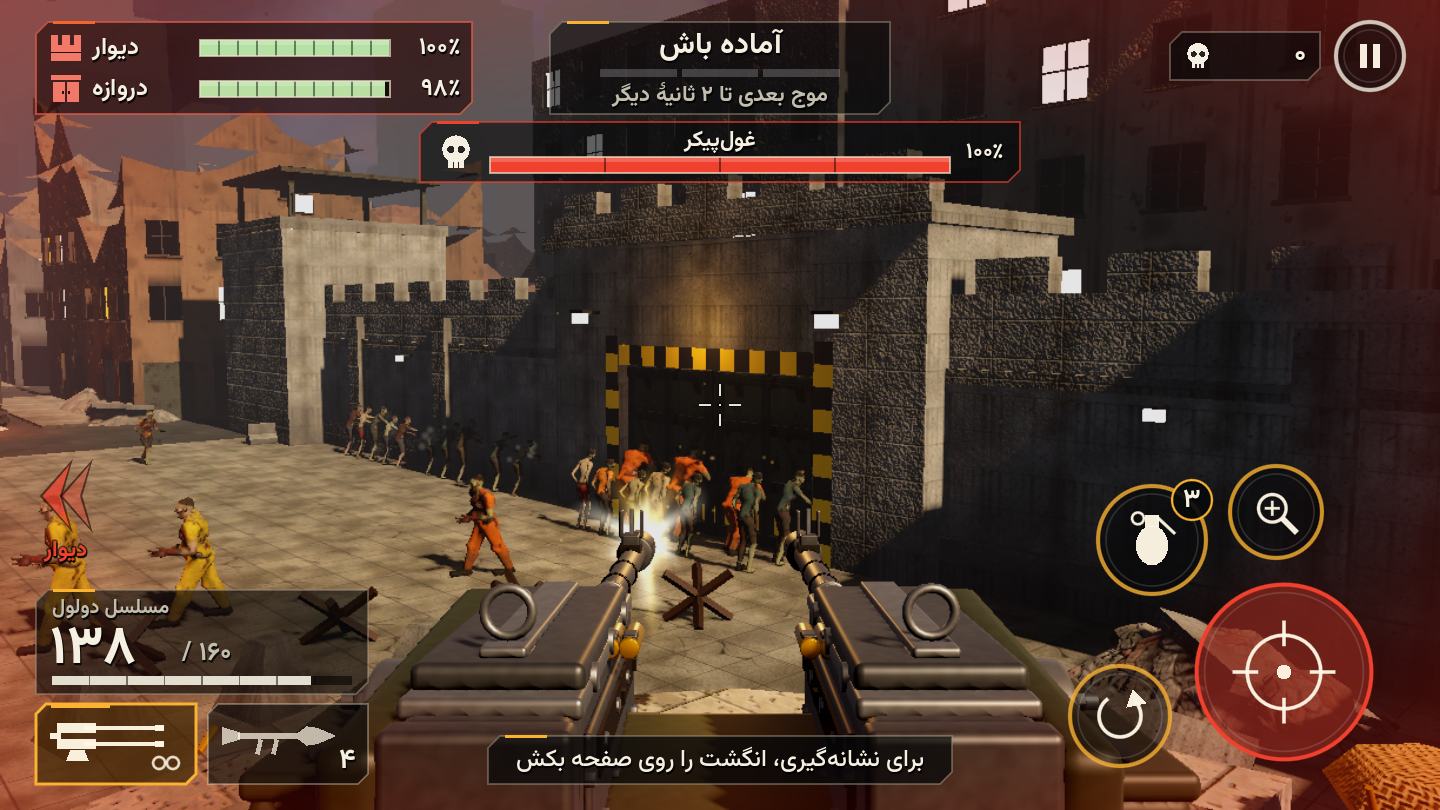 دیوار ۱۰۰٪
دروازه ۹۸٪
آماده باش
موج بعدی تا ۲ ثانیهٔ دیگر
۰
غول‌پیکر
۱۰۰٪
دیوار
۳
مسلسل دولول
۱۳۸ / ۱۶۰
∞
۴
برای نشانه‌گیری، انگشت را روی صفحه بکش